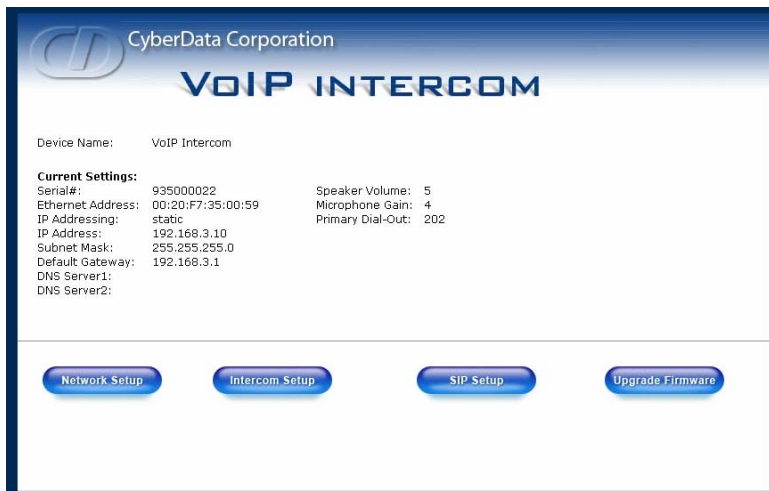 CyberData Corporation
VOIP INTERCOM
Device Name: VoIP Intercom
Current Settings:
Serial#: 935000022 Speaker Volume: 5
Ethernet Address: 00:20:F7:35:00:59 Microphone Gain: 4
IP Addressing: static Primary Dial-Out: 202
IP Address: 192.168.3.10
Subnet Mask: 255.255.255.0
Default Gateway: 192.168.3.1
DNS Server1:
DNS Server2:
Network Setup Intercom Setup SIP Setup Upgrade Firmware